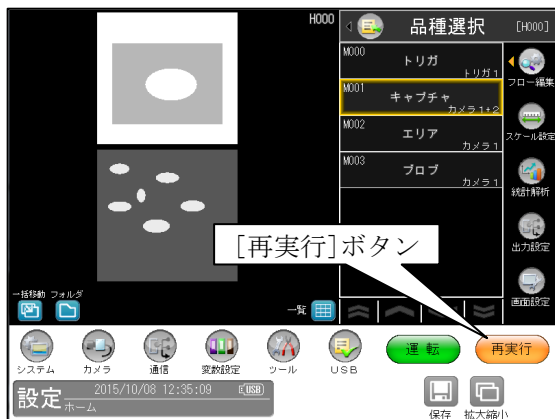 H000
品種選択
[H000]
M000
トリガ
トリガ1
M001
キャプチャ
カメラ1+2
M002
エリア
カメラ1
M003
ブロブ
カメラ1
フロー編集
スケール設定
統計解析
出力設定
画面設定
[再実行]ボタン
一括移動 フォルダ
一覧
システム
カメラ
通信
変数設定
ツール
USB
運転
再実行
設定
2015/10/08 12:35:09
USB
ホーム
保存
拡大縮小